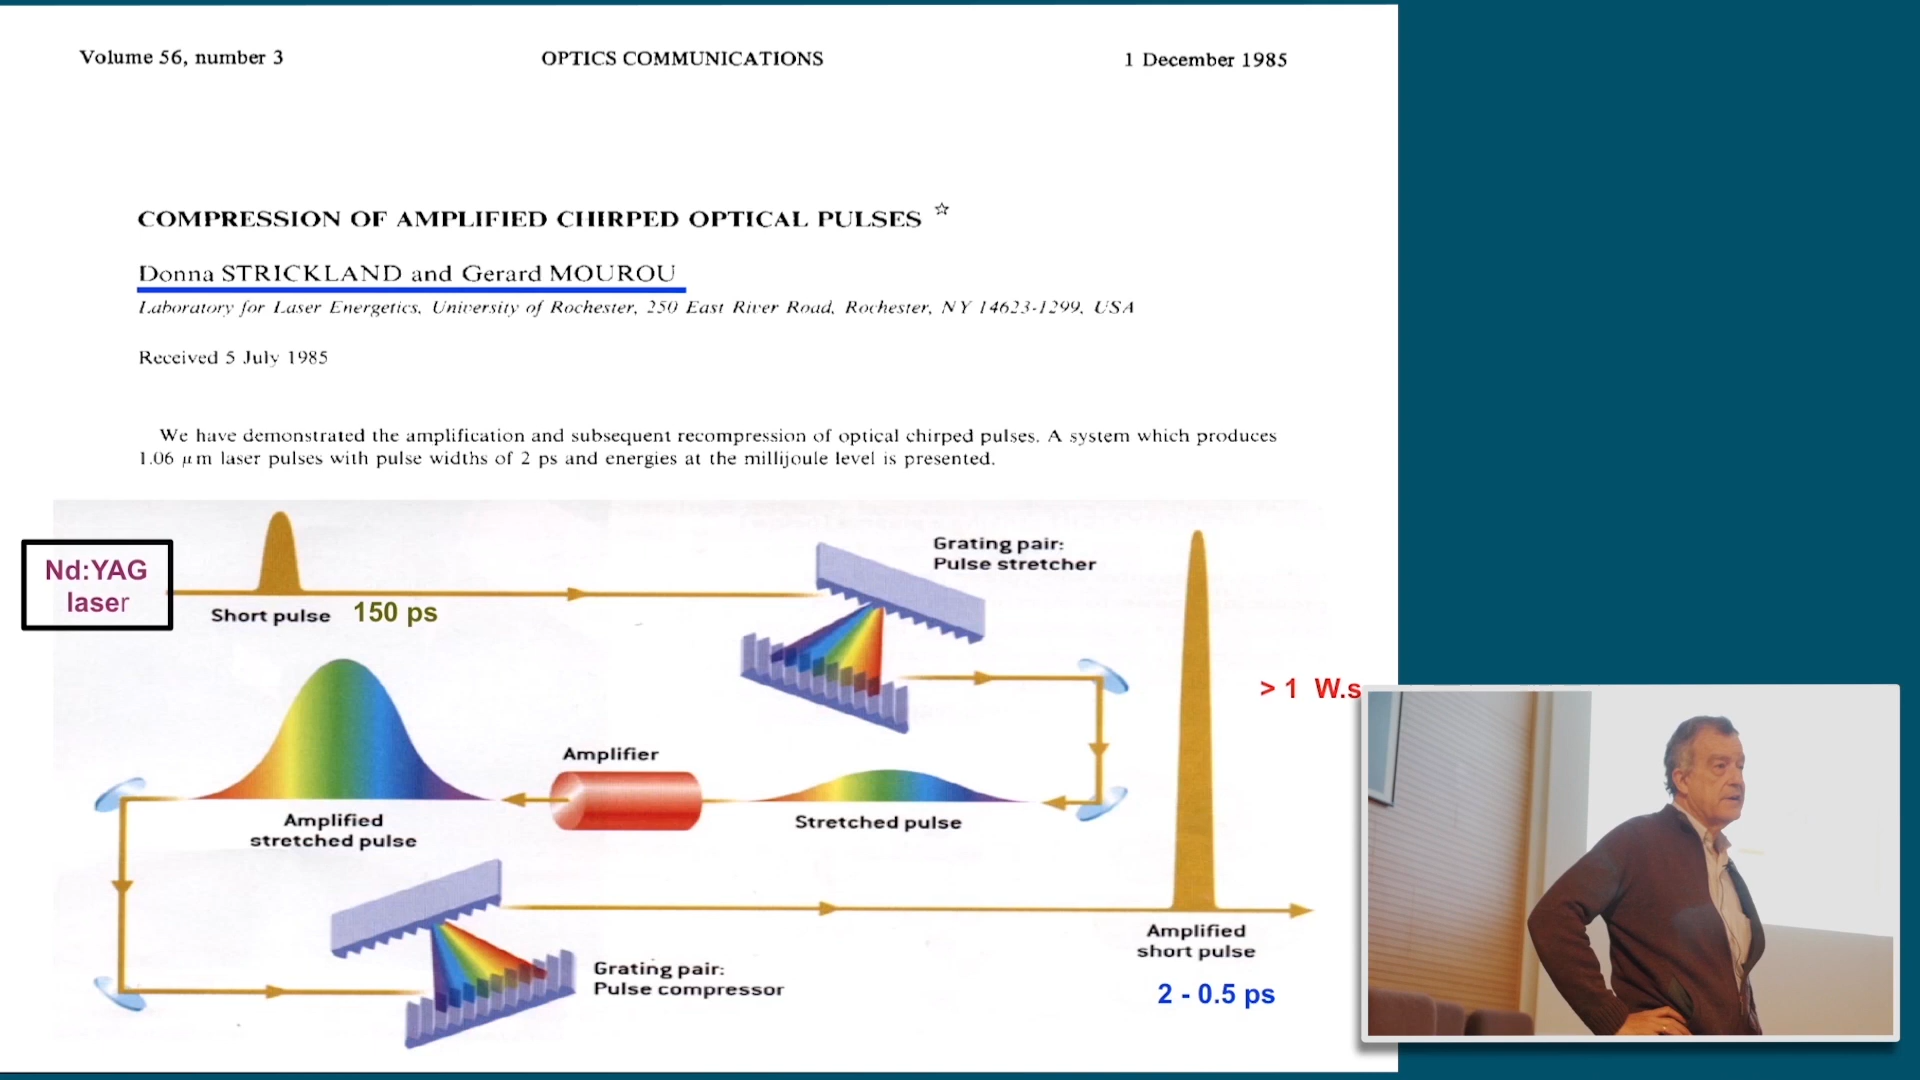 Volume 56, number 3 OPTICS COMMUNICATIONS 1 December 1985
COMPRESSION OF AMPLIFIED CHIRPED OPTICAL PULSES ☆
Donna STRICKLAND and Gerard MOUROU
Laboratory for Laser Energetics, University of Rochester, 250 East River Road, Rochester, NY 14623-1299, USA
Received 5 July 1985
We have demonstrated the amplification and subsequent recompression of optical chirped pulses. A system which produces
1.06 μm laser pulses with pulse widths of 2 ps and energies at the millijoule level is presented.
Nd:YAG
laser
Short pulse 150 ps
Grating pair:
Pulse stretcher
> 1 W.s
Amplifier
Stretched pulse
Amplified
stretched pulse
Grating pair:
Pulse compressor
Amplified
short pulse
2 - 0.5 ps